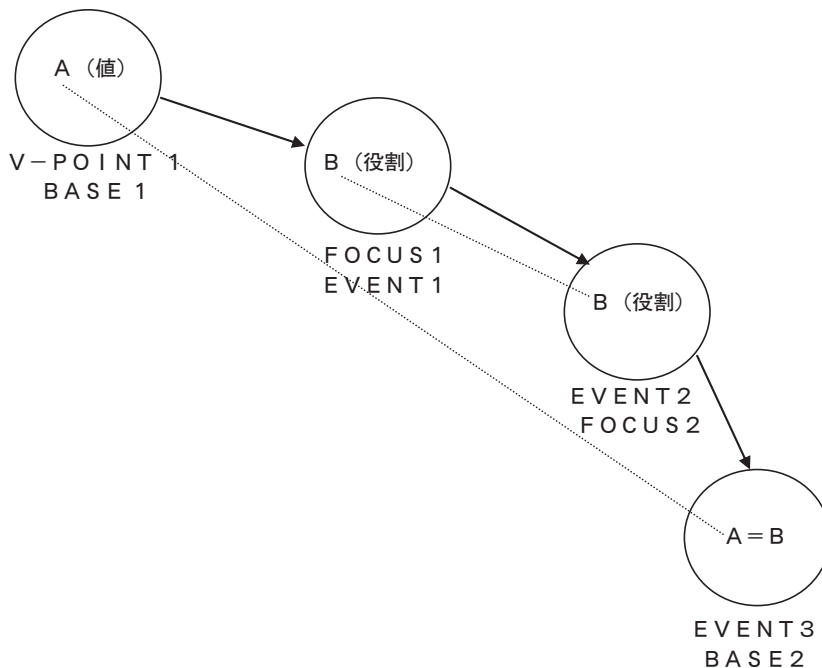 A（値）
V－POINT 1
BASE 1
B（役割）
FOCUS1
EVENT1
B（役割）
EVENT2
FOCUS2
A＝B
EVENT3
BASE2